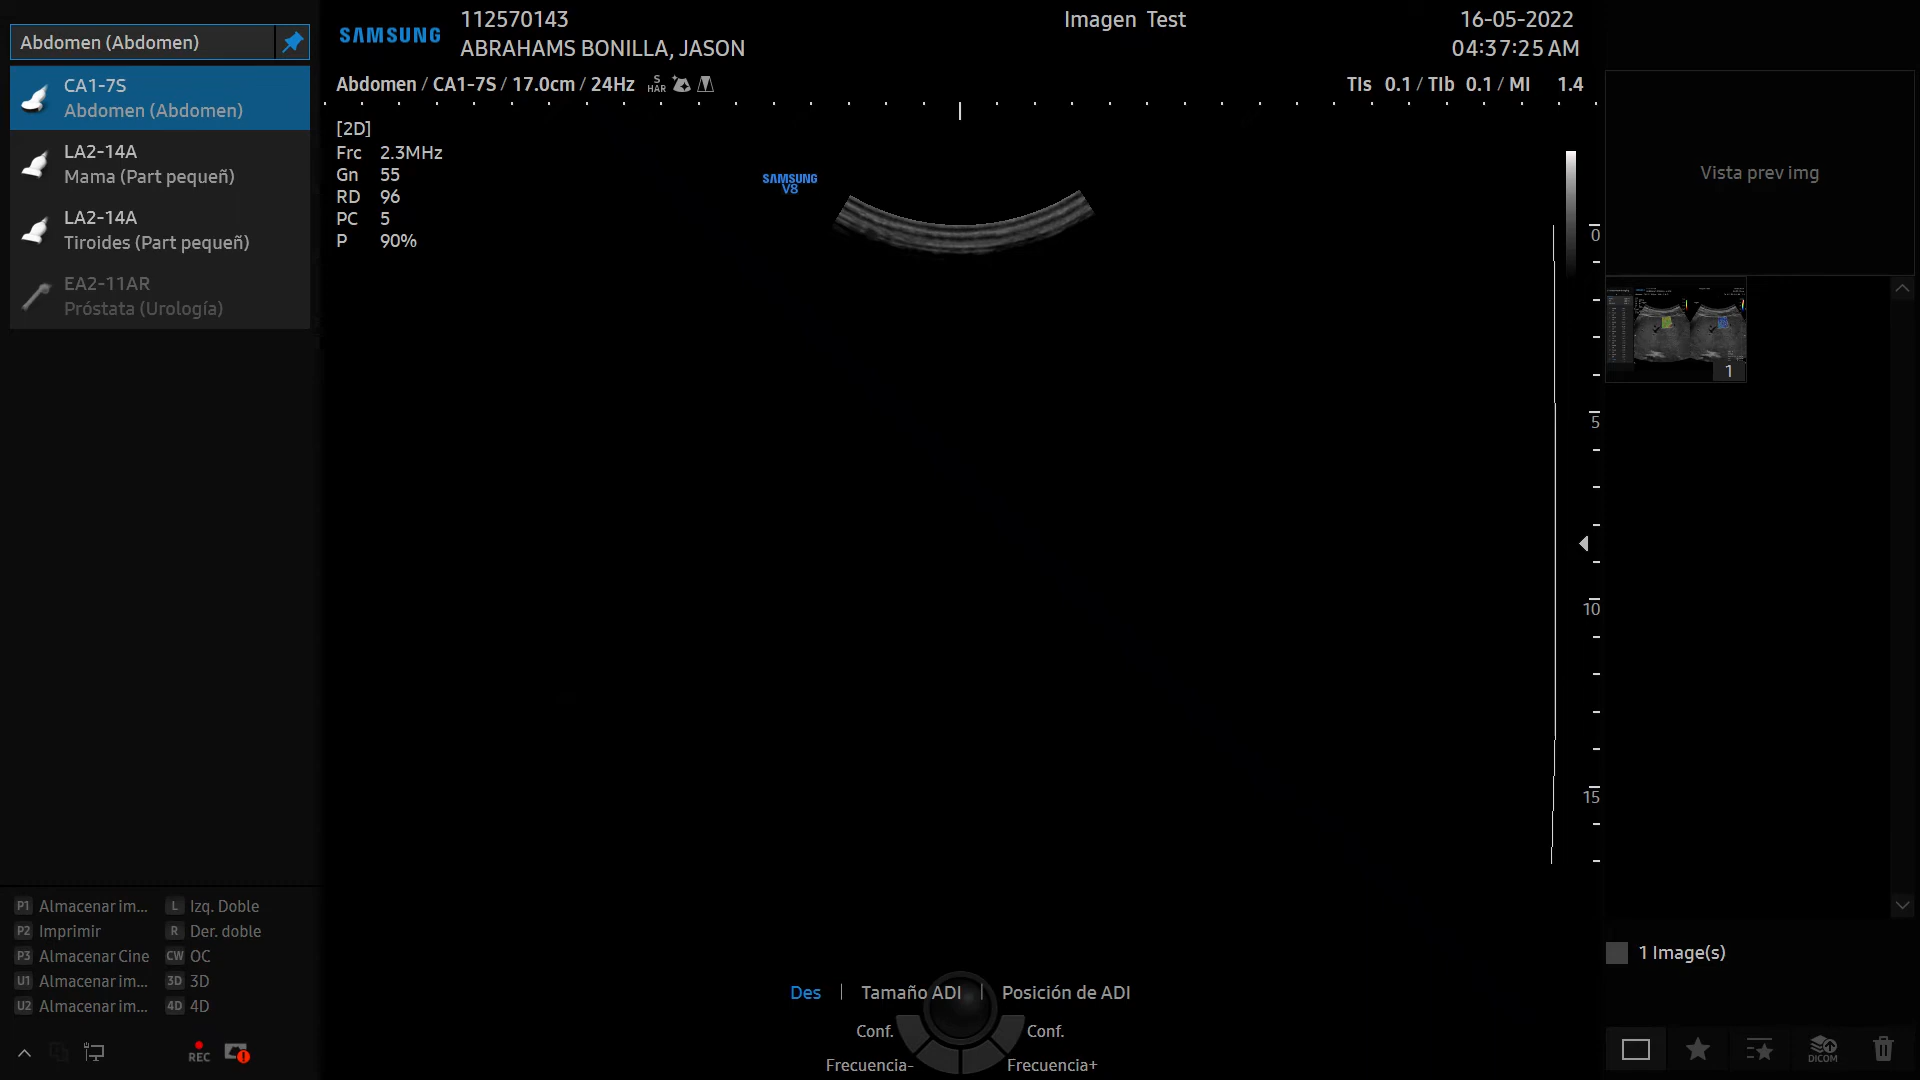 Abdomen (Abdomen)
CA1-7S
Abdomen (Abdomen)
LA2-14A
Mama (Part pequeñ)
LA2-14A
Tiroides (Part pequeñ)
EA2-11AR
Próstata (Urología)
SAMSUNG
112570143
ABRAHAMS BONILLA, JASON
Imagen Test
16-05-2022
04:37:25 AM
Abdomen / CA1-7S / 17.0cm / 24Hz
S
HAR
TIs 0.1 / TIb 0.1 / MI 1.4
[2D]
Frc 2.3MHz
Gn 55
RD 96
PC 5
P 90%
SAMSUNG
V8
0
5
10
15
Vista prev img
1
1 Image(s)
P1 Almacenar im... L Izq. Doble
P2 Imprimir R Der. doble
P3 Almacenar Cine CW OC
U1 Almacenar im... 3D 3D
U2 Almacenar im... 4D 4D
REC
Des | Tamaño ADI | Posición de ADI
Conf. Conf.
Frecuencia- Frecuencia+
DICOM